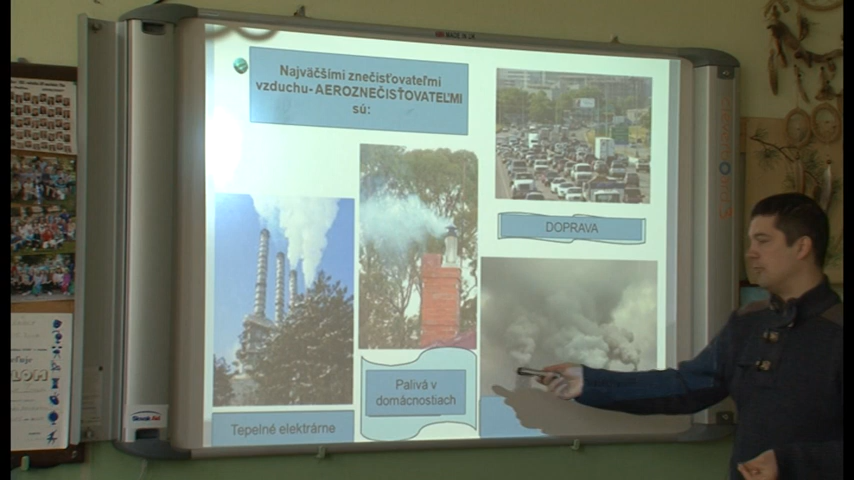 Najväčšími znečisťovateľmi
vzduchu- AEROZNEČISŤOVATEĽMI
sú:
DOPRAVA
Palivá v
domácnostiach
Tepelné elektrárne